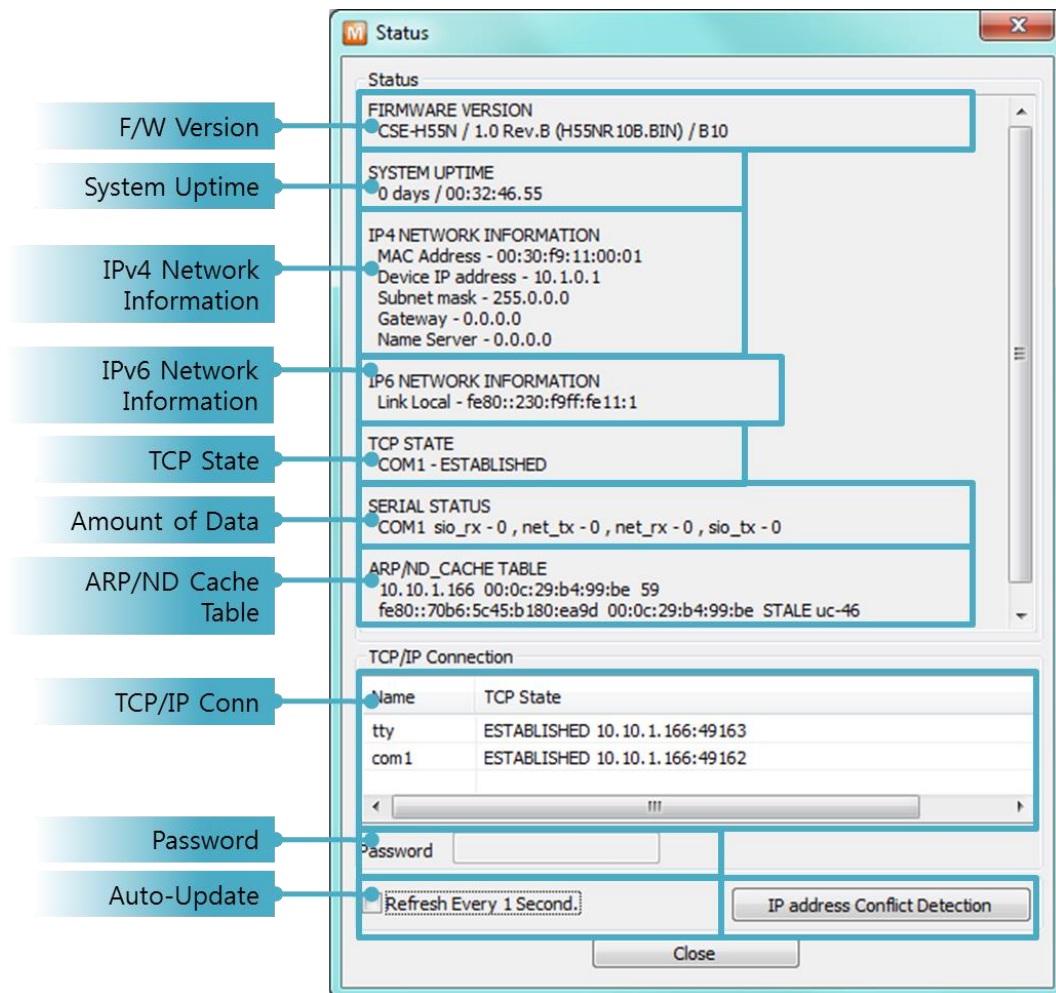 M Status
X
Status
F/W Version
FIRMWARE VERSION
CSE-H55N / 1.0 Rev.B (H55NR10B.BIN) / B10
System Uptime
SYSTEM UPTIME
0 days / 00:32:46.55
IPv4 Network
Information
IP4 NETWORK INFORMATION
MAC Address - 00:30:f9:11:00:01
Device IP address - 10.1.0.1
Subnet mask - 255.0.0.0
Gateway - 0.0.0.0
Name Server - 0.0.0.0
IPv6 Network
Information
IP6 NETWORK INFORMATION
Link Local - fe80::230:f9ff:fe11:1
TCP State
TCP STATE
COM1 - ESTABLISHED
Amount of Data
SERIAL STATUS
COM1 sio_rx - 0 , net_tx - 0 , net_rx - 0 , sio_tx - 0
ARP/ND Cache
Table
ARP/ND_CACHE TABLE
10.10.1.166 00:0c:29:b4:99:be 59
fe80::70b6:5c45:b180:ea9d 00:0c:29:b4:99:be STALE uc-46
TCP/IP Connection
TCP/IP Conn
Name TCP State
tty ESTABLISHED 10.10.1.166:49163
com1 ESTABLISHED 10.10.1.166:49162
Password
Password
Auto-Update
Refresh Every 1 Second.
IP address Conflict Detection
Close